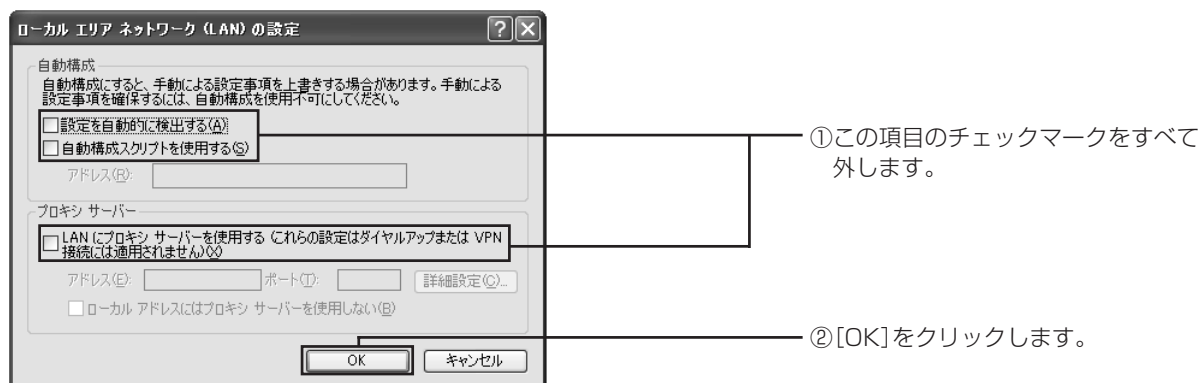 ローカル エリア ネットワーク (LAN) の設定
自動構成
自動構成にすると、手動による設定事項を上書きする場合があります。手動による
設定事項を確保するには、自動構成を使用不可にしてください。
設定を自動的に検出する(A)
自動構成スクリプトを使用する(S)
アドレス(R):
プロキシ サーバー
LAN にプロキシ サーバーを使用する (これらの設定はダイヤルアップまたは VPN
接続には適用されません)(X)
アドレス(E): ポート(T): 詳細設定(C)...
ローカル アドレスにはプロキシ サーバーを使用しない(B)
OK キャンセル
①この項目のチェックマークをすべて
外します。
②[OK]をクリックします。